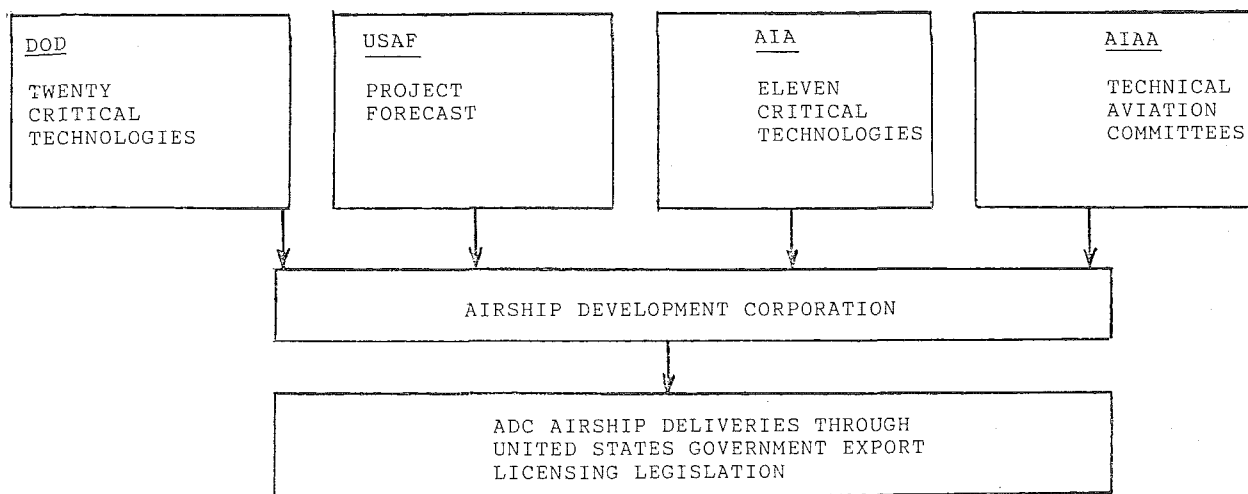 DOD
TWENTY
CRITICAL
TECHNOLOGIES
USAF
PROJECT
FORECAST
AIA
ELEVEN
CRITICAL
TECHNOLOGIES
AIAA
TECHNICAL
AVIATION
COMMITTEES
AIRSHIP DEVELOPMENT CORPORATION
ADC AIRSHIP DELIVERIES THROUGH
UNITED STATES GOVERNMENT EXPORT
LICENSING LEGISLATION